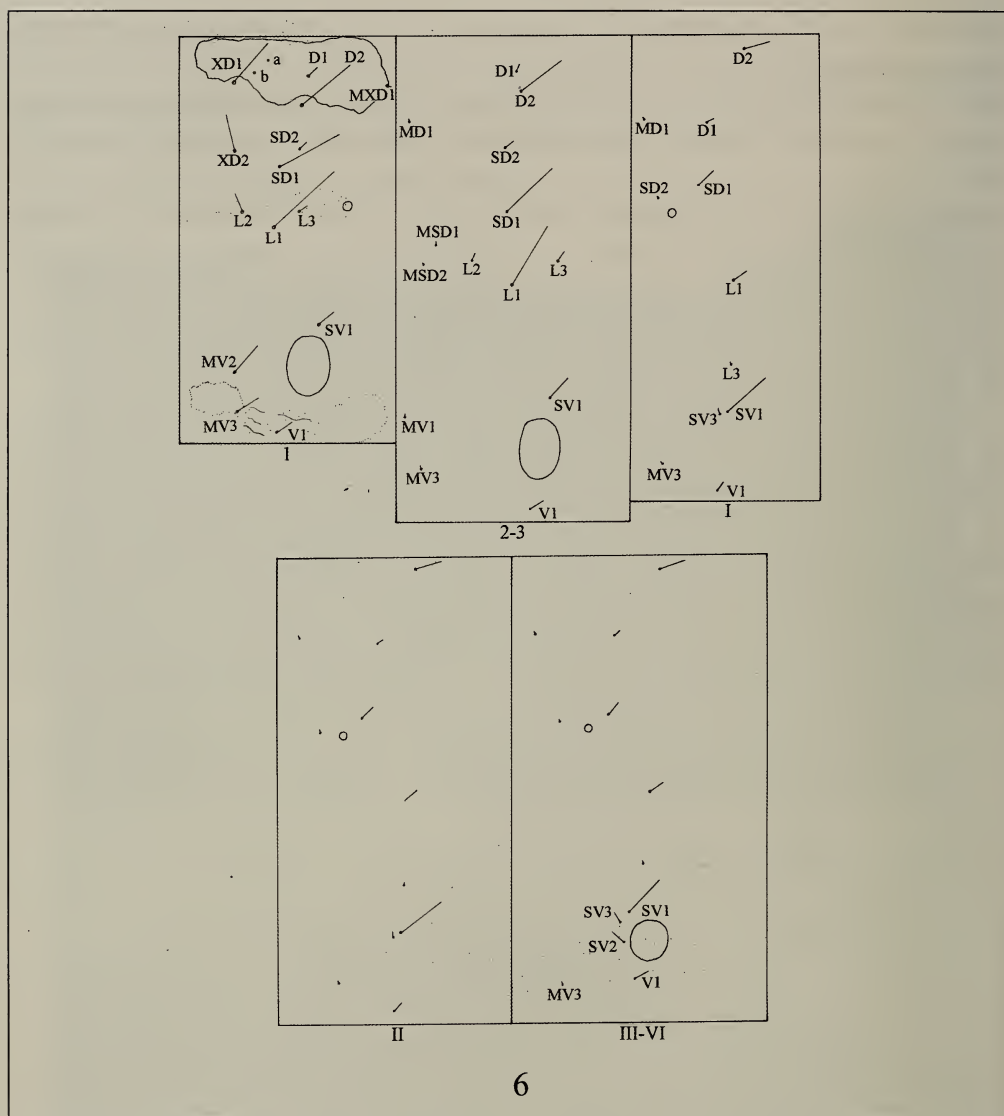 XD1 a D1 D2
b MXD1
XD2 SD2
SD1
L2 L1 L3
SV1
MV2
MV3 V1
1
D1
D2
MD1
SD2
SD1
MSD1
MSD2 L2 L3
L1
SV1
MV1
MV3
V1
2-3
D2
MD1 D1
SD2 SD1
L1
L3
SV3 SV1
MV3
V1
I
II
SV3 SV1
SV2
MV3 V1
III-VI
6